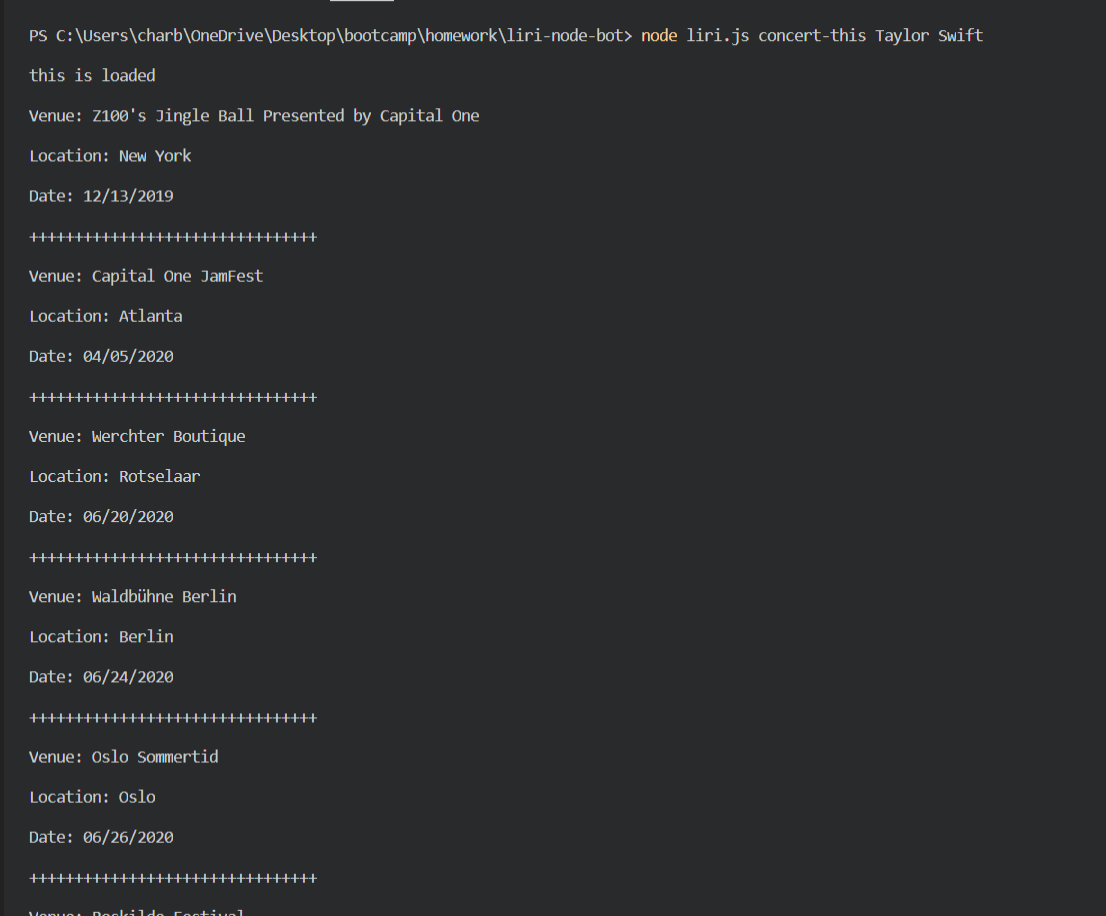 PS C:\Users\charb\OneDrive\Desktop\bootcamp\homework\liri-node-bot> node liri.js concert-this Taylor Swift
this is loaded
Venue: Z100's Jingle Ball Presented by Capital One
Location: New York
Date: 12/13/2019
++++++++++++++++++++++++++++++++
Venue: Capital One JamFest
Location: Atlanta
Date: 04/05/2020
++++++++++++++++++++++++++++++++
Venue: Werchter Boutique
Location: Rotselaar
Date: 06/20/2020
++++++++++++++++++++++++++++++++
Venue: Waldbühne Berlin
Location: Berlin
Date: 06/24/2020
++++++++++++++++++++++++++++++++
Venue: Oslo Sommertid
Location: Oslo
Date: 06/26/2020
++++++++++++++++++++++++++++++++
Venue: Roskilde Festival